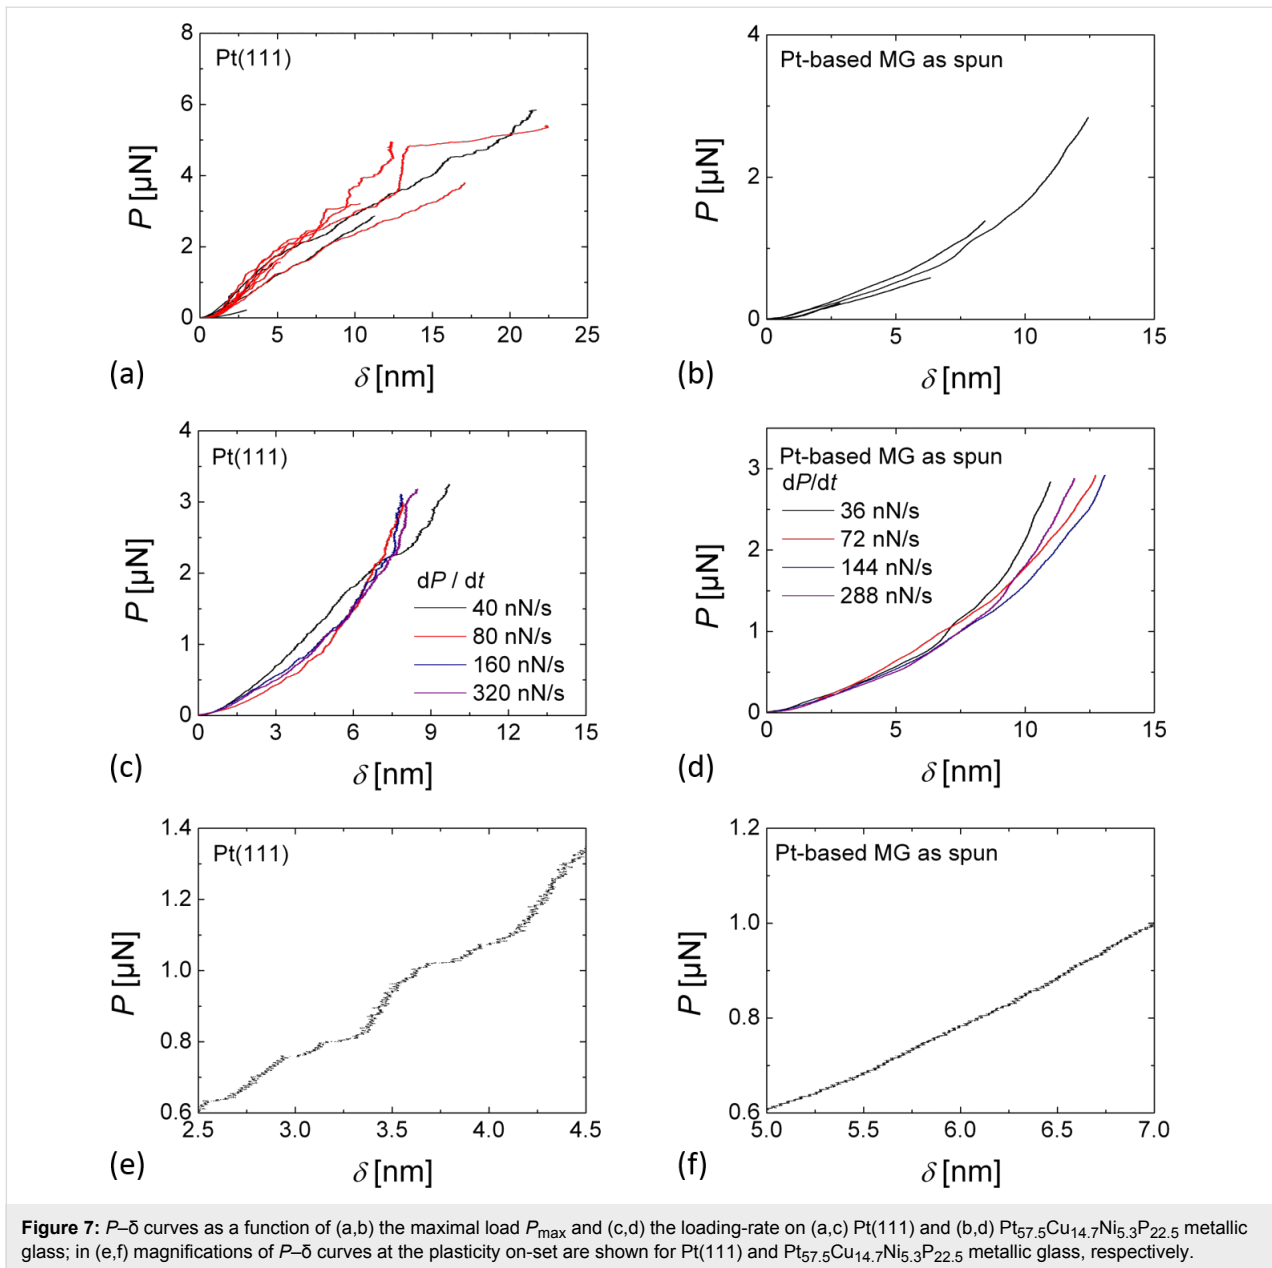 8
6
4
2
0
P [µN]
Pt(111)
0 5 10 15 20 25
(a)
δ [nm]
4
2
0
P [µN]
Pt-based MG as spun
0 5 10 15
(b)
δ [nm]
4
3
2
1
0
P [µN]
Pt(111)
dP / dt
40 nN/s
80 nN/s
160 nN/s
320 nN/s
0 3 6 9 12 15
(c)
δ [nm]
3
2
1
0
P [µN]
Pt-based MG as spun
dP/dt
36 nN/s
72 nN/s
144 nN/s
288 nN/s
0 5 10 15
(d)
δ [nm]
1.4
1.2
1.0
0.8
0.6
P [µN]
Pt(111)
2.5 3.0 3.5 4.0 4.5
(e)
δ [nm]
1.2
1.0
0.8
0.6
P [µN]
Pt-based MG as spun
5.0 5.5 6.0 6.5 7.0
(f)
δ [nm]
Figure 7: P–δ curves as a function of (a,b) the maximal load Pmax and (c,d) the loading-rate on (a,c) Pt(111) and (b,d) Pt57.5Cu14.7Ni5.3P22.5 metallic
glass; in (e,f) magnifications of P–δ curves at the plasticity on-set are shown for Pt(111) and Pt57.5Cu14.7Ni5.3P22.5 metallic glass, respectively.